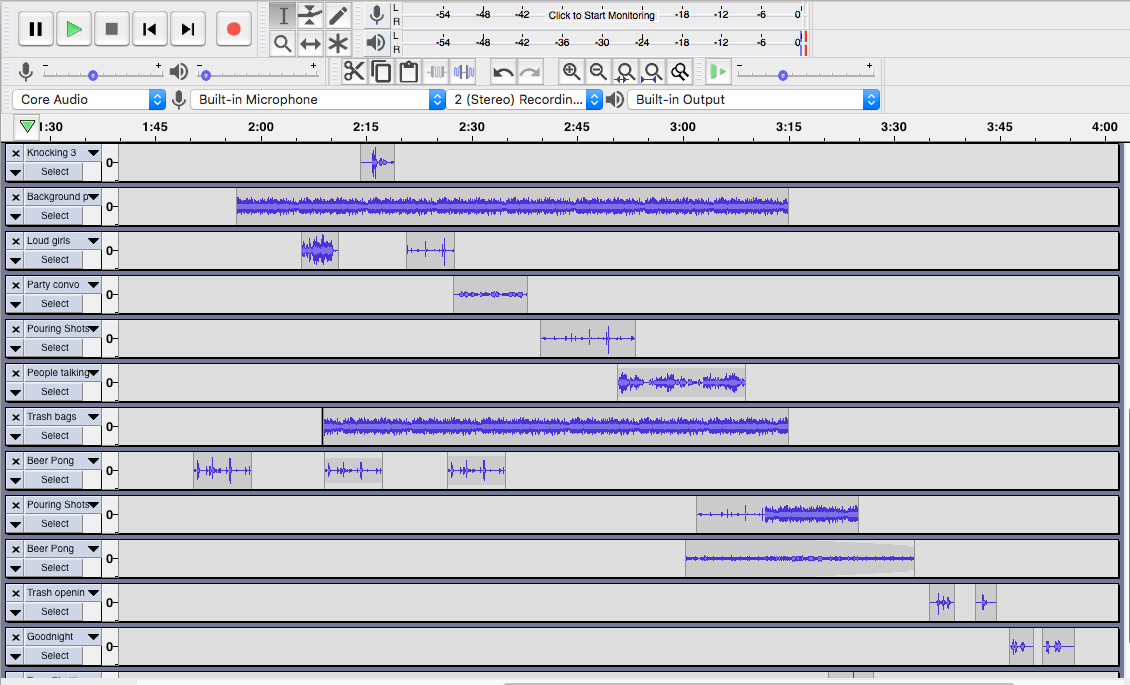 L
R
-54 -48 -42 Click to Start Monitoring -18 -12 -6 0
L
R
-54 -48 -42 -36 -30 -24 -18 -12 -6 0
- + - + - +
Core Audio Built-in Microphone 2 (Stereo) Recordin... Built-in Output
1:30 1:45 2:00 2:15 2:30 2:45 3:00 3:15 3:30 3:45 4:00
Knocking 3 0-
Select
Background p 0-
Select
Loud girls 0-
Select
Party convo 0-
Select
Pouring Shots 0-
Select
People talking 0-
Select
Trash bags 0-
Select
Beer Pong 0-
Select
Pouring Shots 0-
Select
Beer Pong 0-
Select
Trash openin 0-
Select
Goodnight 0-
Select